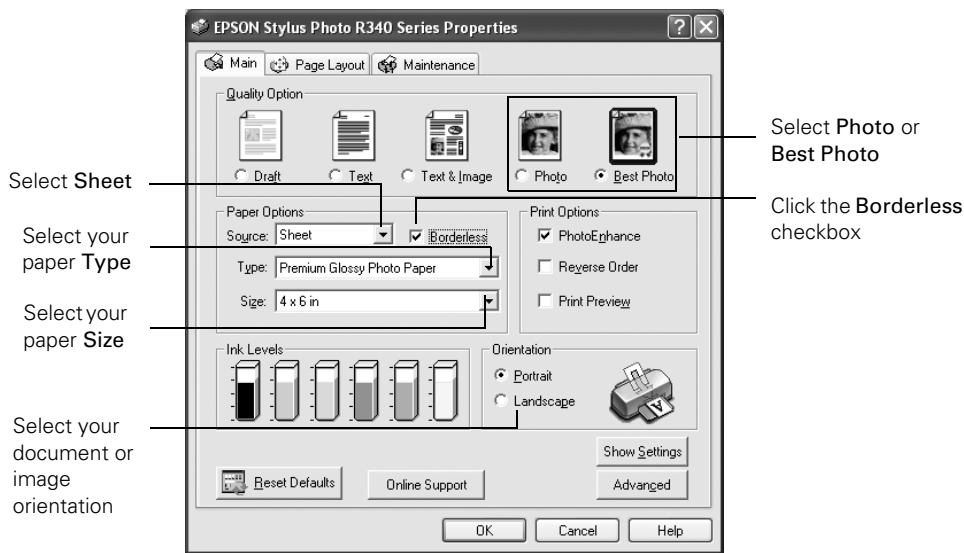 EPSON Stylus Photo R340 Series Properties
Main
Page Layout
Maintenance
Quality Option
Draft
Text
Text & Image
Photo
Best Photo
Select Photo or
Best Photo
Select Sheet
Select your
paper Type
Select your
paper Size
Select your
document or
image
orientation
Click the Borderless
checkbox
Paper Options
Source: Sheet
Borderless
Type: Premium Glossy Photo Paper
Size: 4 x 6 in
Print Options
PhotoEnhance
Reverse Order
Print Preview
Ink Levels
Orientation
Portrait
Landscape
A
Show Settings
Reset Defaults
Online Support
Advanced
OK
Cancel
Help